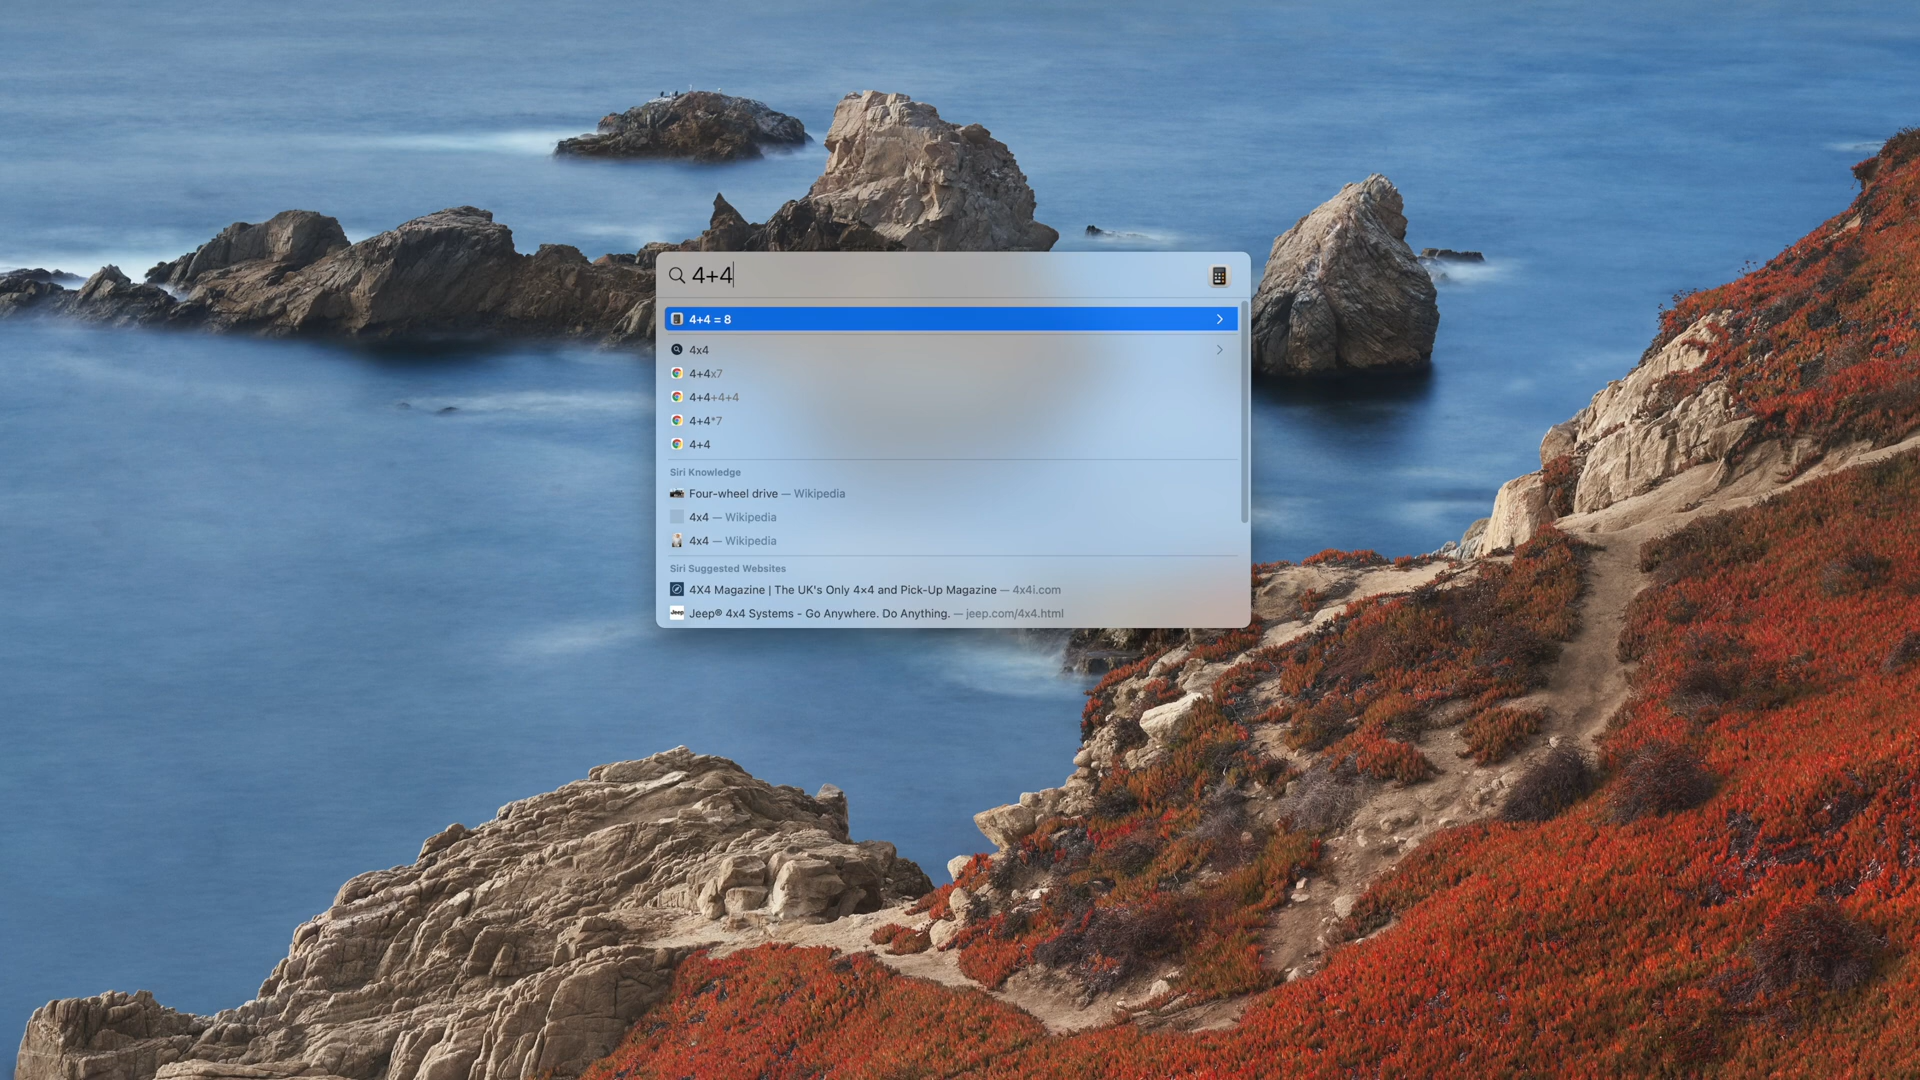 4+4
4+4 = 8
4x4
4+4x7
4+4+4+4
4+4*7
4+4
Siri Knowledge
Four-wheel drive — Wikipedia
4x4 — Wikipedia
4x4 — Wikipedia
Siri Suggested Websites
4X4 Magazine | The UK's Only 4×4 and Pick-Up Magazine — 4x4i.com
Jeep Jeep® 4x4 Systems - Go Anywhere. Do Anything. — jeep.com/4x4.html